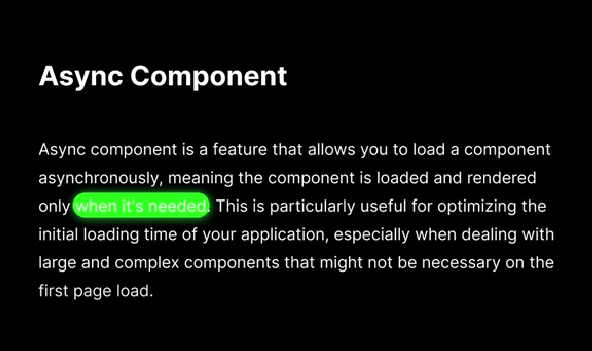 Async Component
Async component is a feature that allows you to load a component
asynchronously, meaning the component is loaded and rendered
only when it's needed. This is particularly useful for optimizing the
initial loading time of your application, especially when dealing with
large and complex components that might not be necessary on the
first page load.